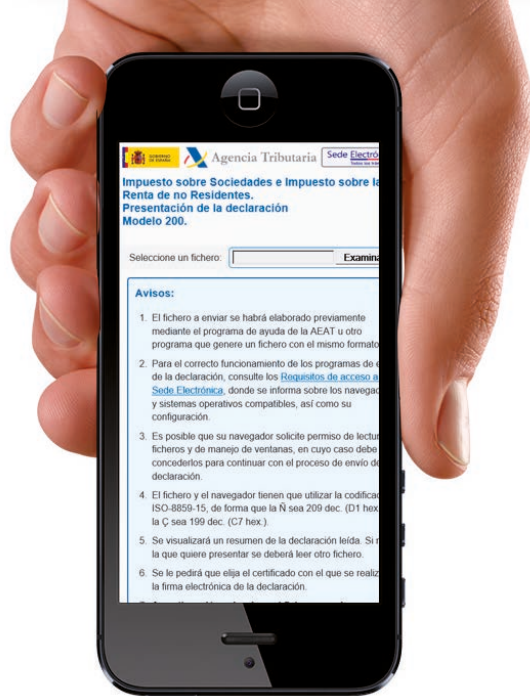 GOBIERNO DE ESPAÑA
Agencia Tributaria
Sede Electró
Impuesto sobre Sociedades e Impuesto sobre la
Renta de no Residentes.
Presentación de la declaración
Modelo 200.
Seleccione un fichero:
Examina
Avisos:
1. El fichero a enviar se habrá elaborado previamente
mediante el programa de ayuda de la AEAT u otro
programa que genere un fichero con el mismo formato
2. Para el correcto funcionamiento de los programas de e
de la declaración, consulte los Requisitos de acceso a
Sede Electrónica, donde se informa sobre los navegad
y sistemas operativos compatibles, así como su
configuración.
3. Es posible que su navegador solicite permiso de lectur
ficheros y de manejo de ventanas, en cuyo caso debe
concederlos para continuar con el proceso de envío de
declaración.
4. El fichero y el navegador tienen que utilizar la codificac
ISO-8859-15, de forma que la Ñ sea 209 dec. (D1 hex
la Ç sea 199 dec. (C7 hex.).
5. Se visualizará un resumen de la declaración leída. Si n
la que quiere presentar se deberá leer otro fichero.
6. Se le pedirá que elija el certificado con el que se realiz
la firma electrónica de la declaración.